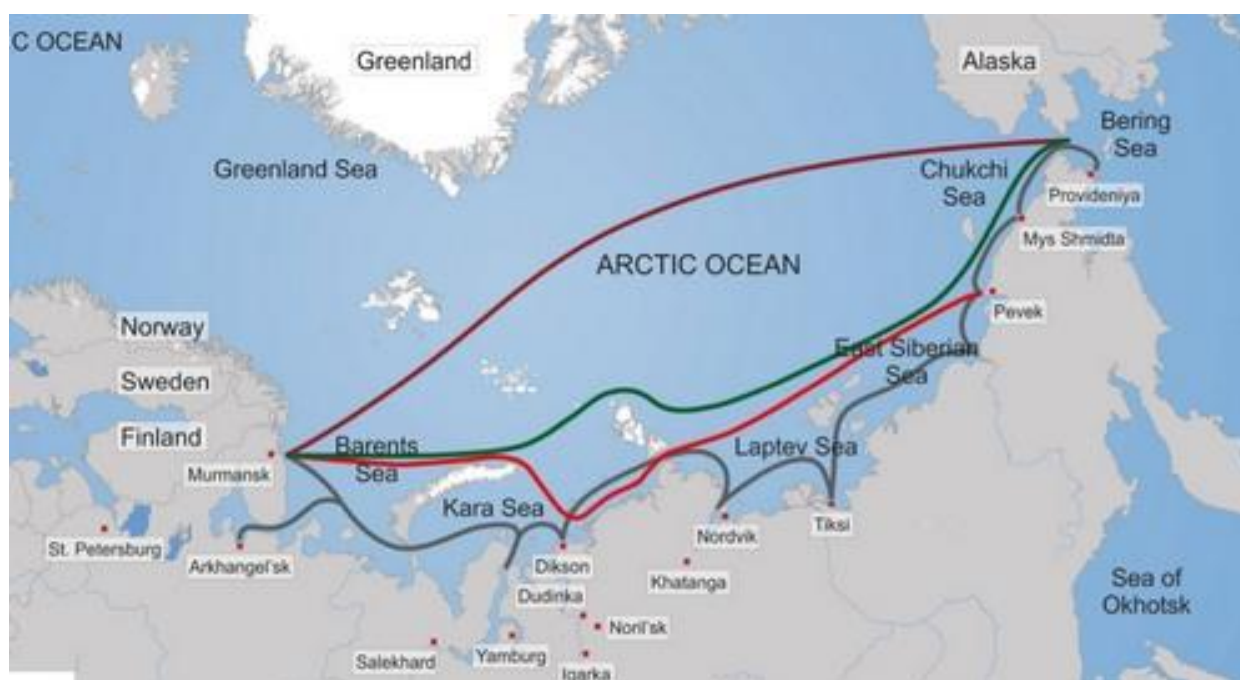 C OCEAN
Greenland
Alaska
Bering
Sea
Greenland Sea
Chukchi
Sea
Provideniya
Mys Shmidta
ARCTIC OCEAN
Pevek
Norway
East Siberian
Sea
Sweden
Finland
Barents
Sea
Laptev Sea
Murmansk
Kara Sea
Tiksi
Nordvik
St. Petersburg
Arkhangel'sk
Dikson
Khatanga
Sea of
Okhotsk
Dudinka
Noril'sk
Yamburg
Salekhard
Igarka